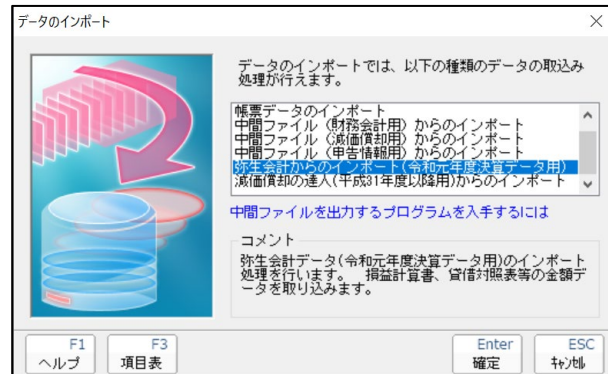 データのインポート
データのインポートでは、以下の種類のデータの取込み
処理が行えます。
帳票データのインポート
中間ファイル（財務会計用）からのインポート
中間ファイル（減価償却用）からのインポート
中間ファイル（申告情報用）からのインポート
弥生会計からのインポート(令和元年度決算データ用)
減価償却の達人(平成31年度以降用)からのインポート
中間ファイルを出力するプログラムを入手するには
コメント
弥生会計データ(令和元年度決算データ用)のインポート
処理を行います。 損益計算書、貸借対照表等の金額デ
ータを取り込みます。
F1 F3 Enter ESC
ヘルプ 項目表 確定 ｷｬﾝｾﾙ